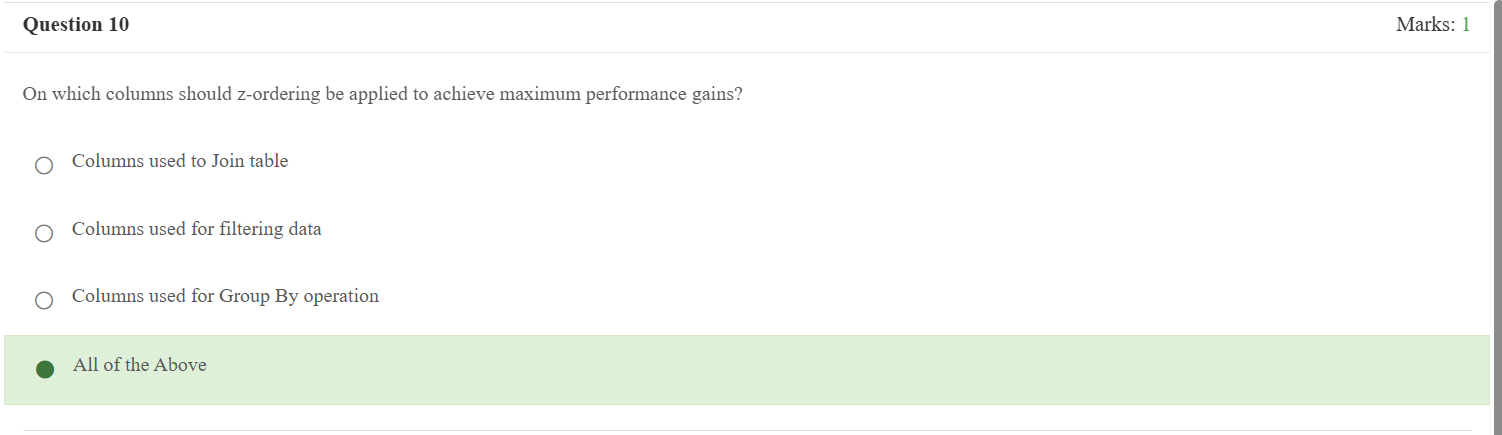 Question 10
Marks: 1
On which columns should z-ordering be applied to achieve maximum performance gains?
Columns used to Join table
Columns used for filtering data
Columns used for Group By operation
All of the Above